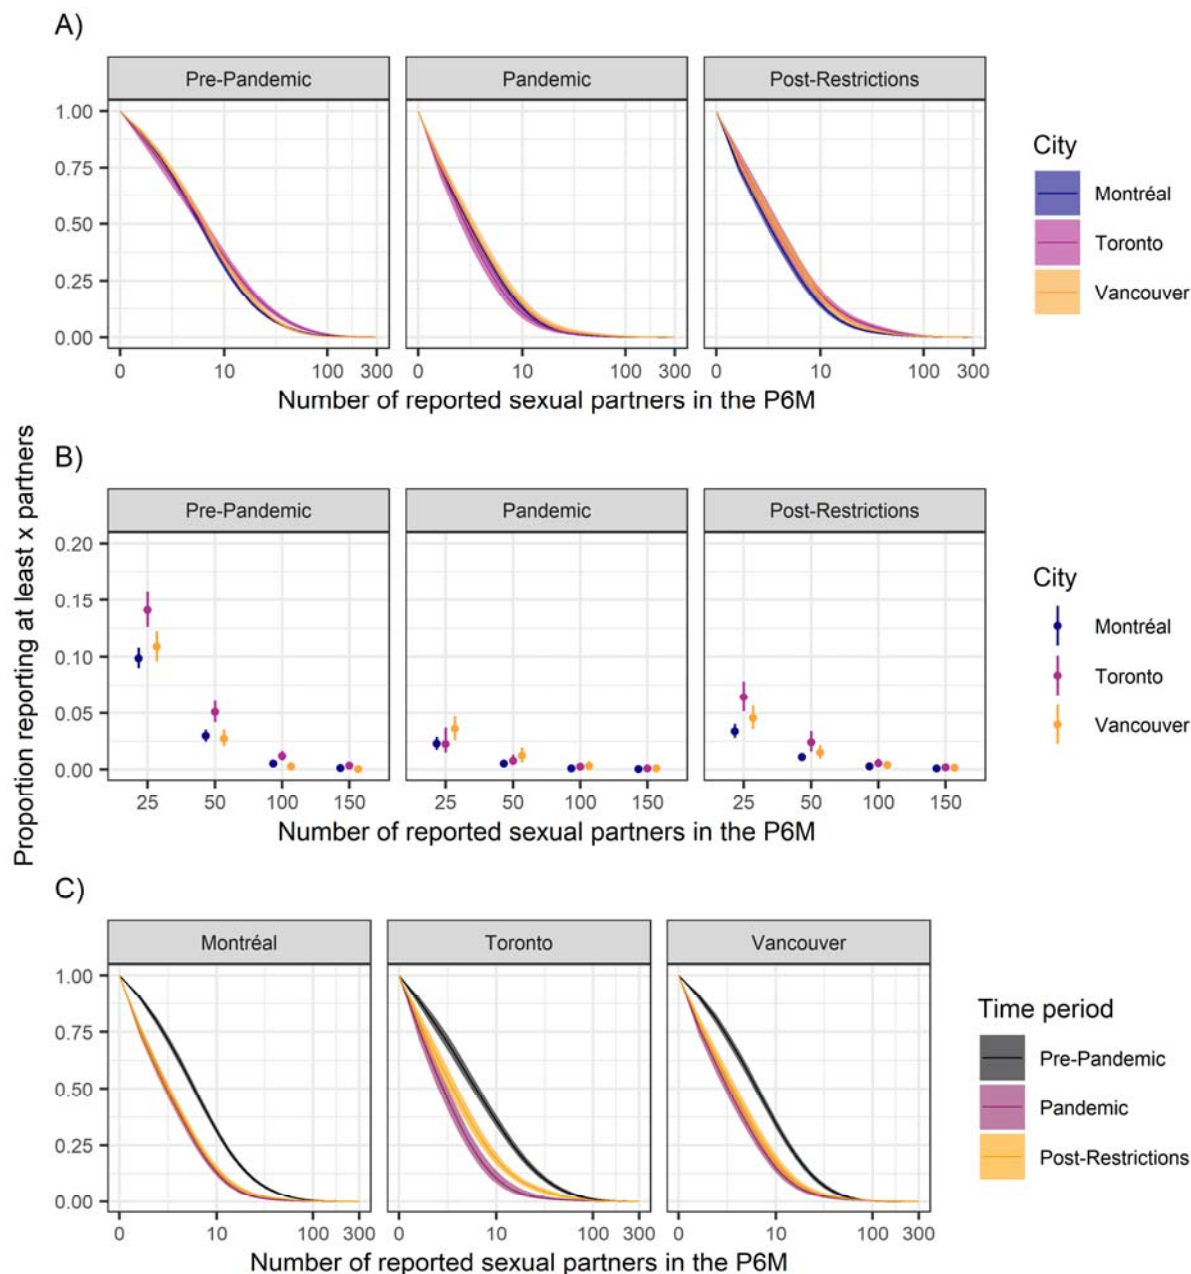 A)
Pre-Pandemic
Pandemic
Post-Restrictions
1.00
0.75
0.50
0.25
0.00
0 10 100 300
0 10 100 300
0 10 100 300
Number of reported sexual partners in the P6M
City
Montréal
Toronto
Vancouver
Proportion reporting at least x partners
B)
Pre-Pandemic
Pandemic
Post-Restrictions
0.20
0.15
0.10
0.05
0.00
25 50 100 150
25 50 100 150
25 50 100 150
Number of reported sexual partners in the P6M
City
Montréal
Toronto
Vancouver
C)
Montréal
Toronto
Vancouver
1.00
0.75
0.50
0.25
0.00
0 10 100 300
0 10 100 300
0 10 100 300
Number of reported sexual partners in the P6M
Time period
Pre-Pandemic
Pandemic
Post-Restrictions